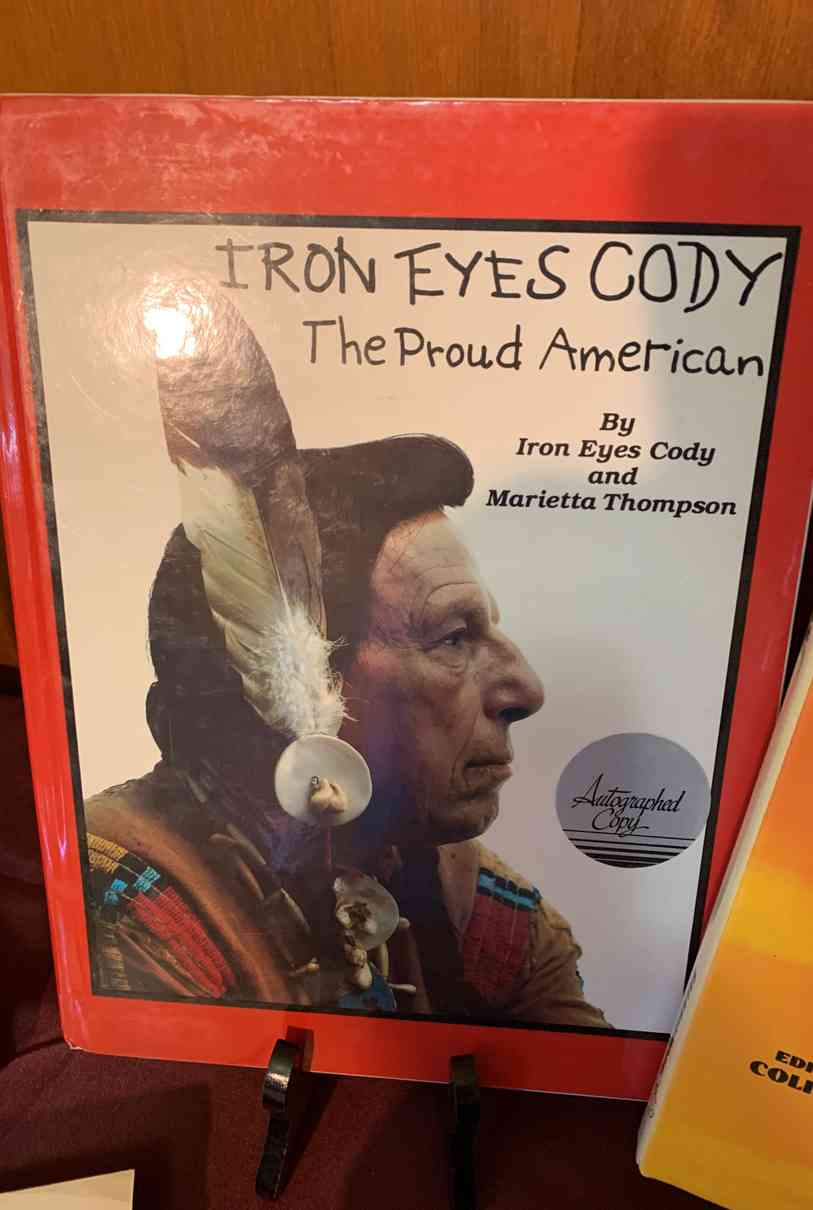 IRON EYES CODY
The Proud American
By
Iron Eyes Cody
and
Marietta Thompson
Autographed
Copy